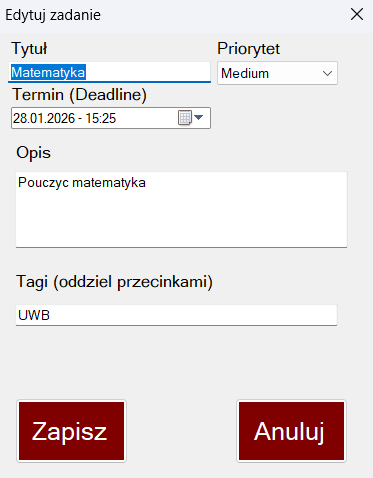 Edytuj zadanie
Tytuł
Priorytet
Matematyka
Medium
Termin (Deadline)
28.01.2026 - 15:25
Opis
Pouczyc matematyka
Tagi (oddziel przecinkami)
UWB
Zapisz
Anuluj